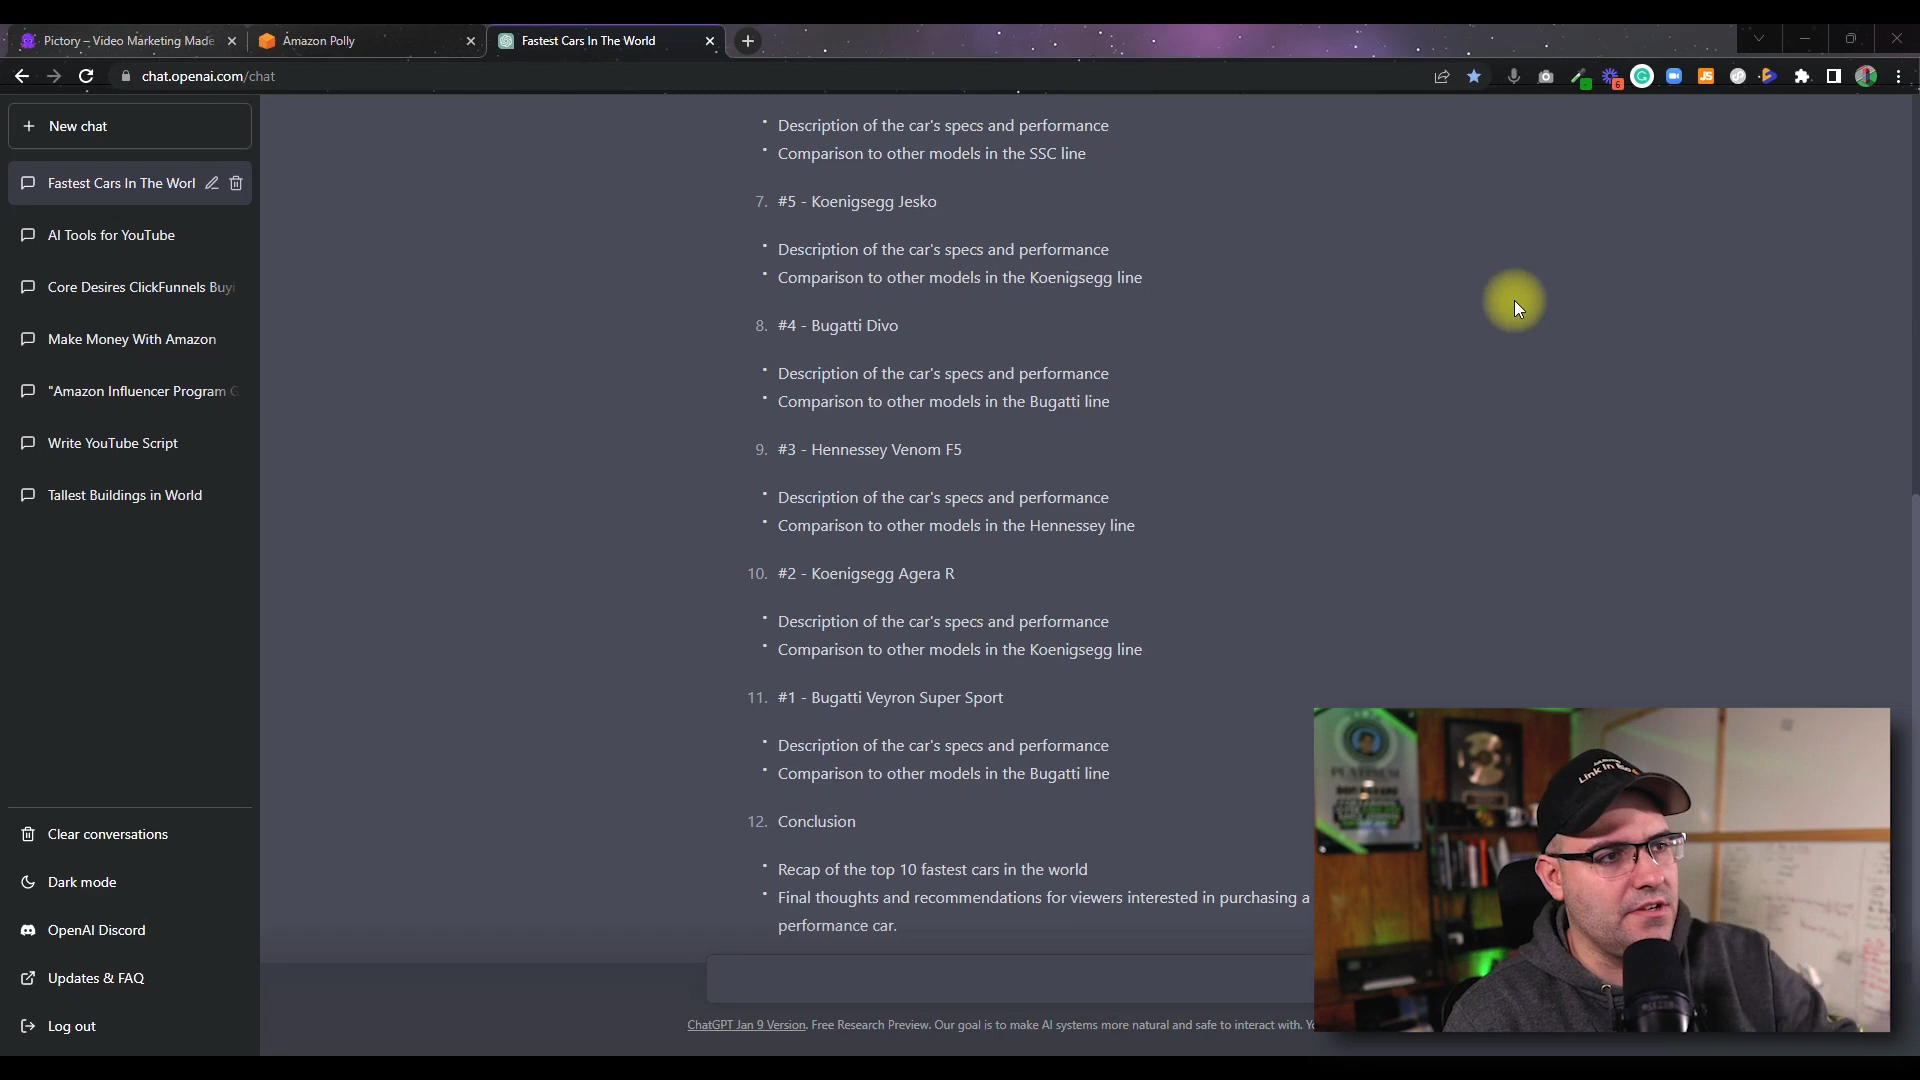 Pictory – Video Marketing Made
Amazon Polly
Fastest Cars In The World
chat.openai.com/chat
6
JS
New chat
Fastest Cars In The Worl
AI Tools for YouTube
Core Desires ClickFunnels Buyi
Make Money With Amazon
"Amazon Influencer Program G
Write YouTube Script
Tallest Buildings in World
Clear conversations
Dark mode
OpenAI Discord
Updates & FAQ
Log out
• Description of the car's specs and performance
• Comparison to other models in the SSC line
7. #5 - Koenigsegg Jesko
• Description of the car's specs and performance
• Comparison to other models in the Koenigsegg line
8. #4 - Bugatti Divo
• Description of the car's specs and performance
• Comparison to other models in the Bugatti line
9. #3 - Hennessey Venom F5
• Description of the car's specs and performance
• Comparison to other models in the Hennessey line
10. #2 - Koenigsegg Agera R
• Description of the car's specs and performance
• Comparison to other models in the Koenigsegg line
11. #1 - Bugatti Veyron Super Sport
• Description of the car's specs and performance
• Comparison to other models in the Bugatti line
12. Conclusion
• Recap of the top 10 fastest cars in the world
• Final thoughts and recommendations for viewers interested in purchasing a
performance car.
ChatGPT Jan 9 Version. Free Research Preview. Our goal is to make AI systems more natural and safe to interact with.
PLATINUM
Link In